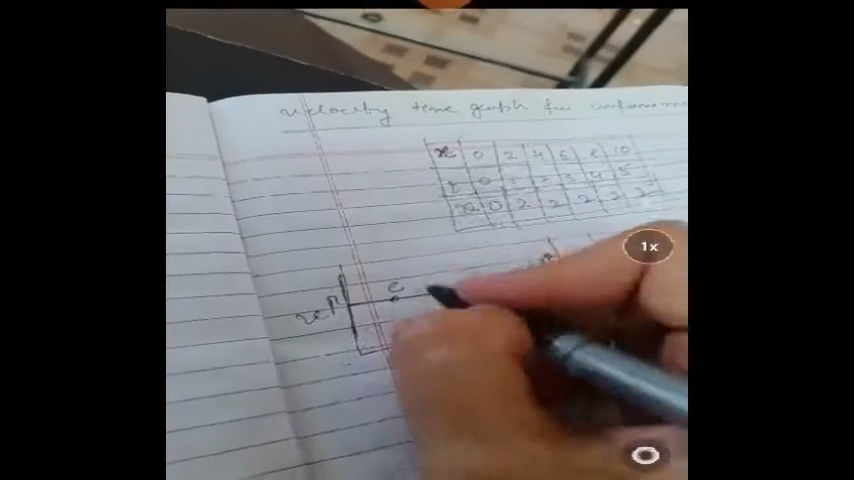 velocity time graph for uniform
x 0 2 4 5 e 10
t 0 1 2 3 4 5
v 0 2 2 2 2 2
v
e
1x